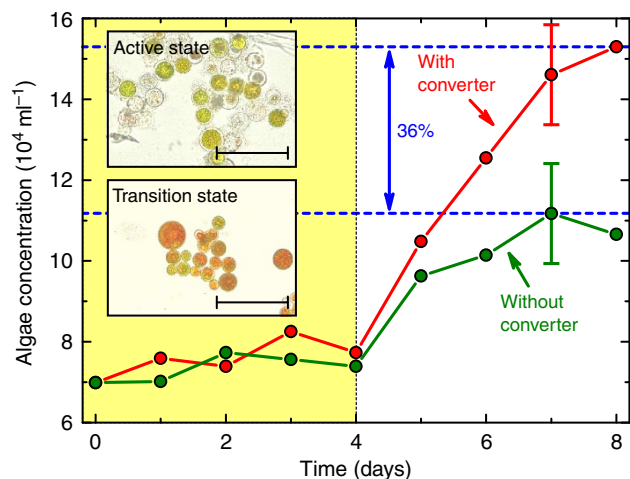 16
14
12
10
8
6
Algae concentration (10⁴ ml⁻¹)
Active state
Transition state
With
converter
36%
Without
converter
0
2
4
6
8
Time (days)